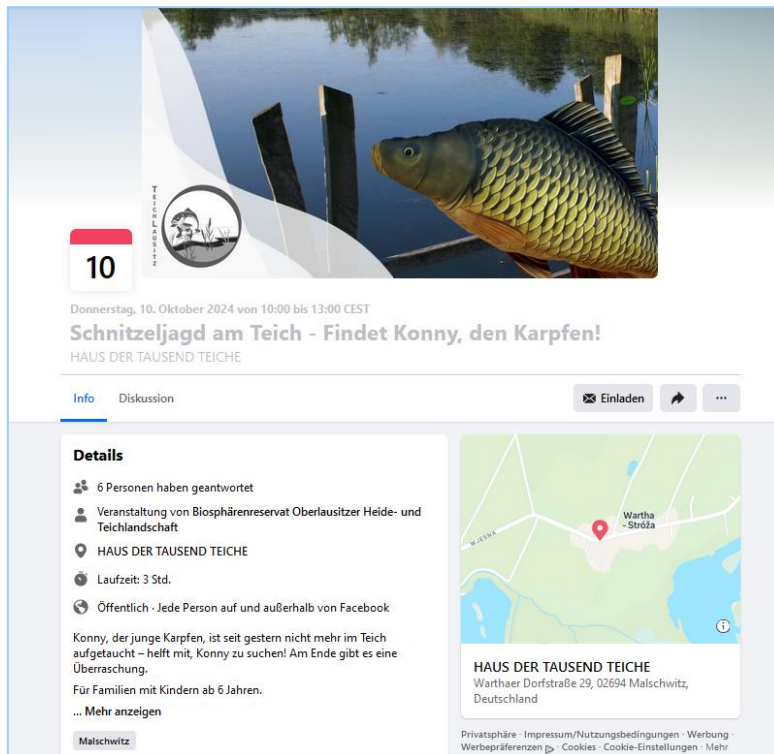 TEICHLAUSITZ
10
Donnerstag, 10. Oktober 2024 von 10:00 bis 13:00 CEST
Schnitzeljagd am Teich - Findet Konny, den Karpfen!
HAUS DER TAUSEND TEICHE
Info
Diskussion
Einladen
...
Details
6 Personen haben geantwortet
Veranstaltung von Biosphärenreservat Oberlausitzer Heide- und
Teichlandschaft
HAUS DER TAUSEND TEICHE
Laufzeit: 3 Std.
Öffentlich · Jede Person auf und außerhalb von Facebook
Konny, der junge Karpfen, ist seit gestern nicht mehr im Teich
aufgetaucht – helft mit, Konny zu suchen! Am Ende gibt es eine
Überraschung.
Für Familien mit Kindern ab 6 Jahren.
... Mehr anzeigen
Malschwitz
Wartha
- Stróža
WJESNA
HAUS DER TAUSEND TEICHE
Warthaer Dorfstraße 29, 02694 Malschwitz,
Deutschland
Privatsphäre · Impressum/Nutzungsbedingungen · Werbung ·
Werbepräferenzen · Cookies · Cookie-Einstellungen · Mehr